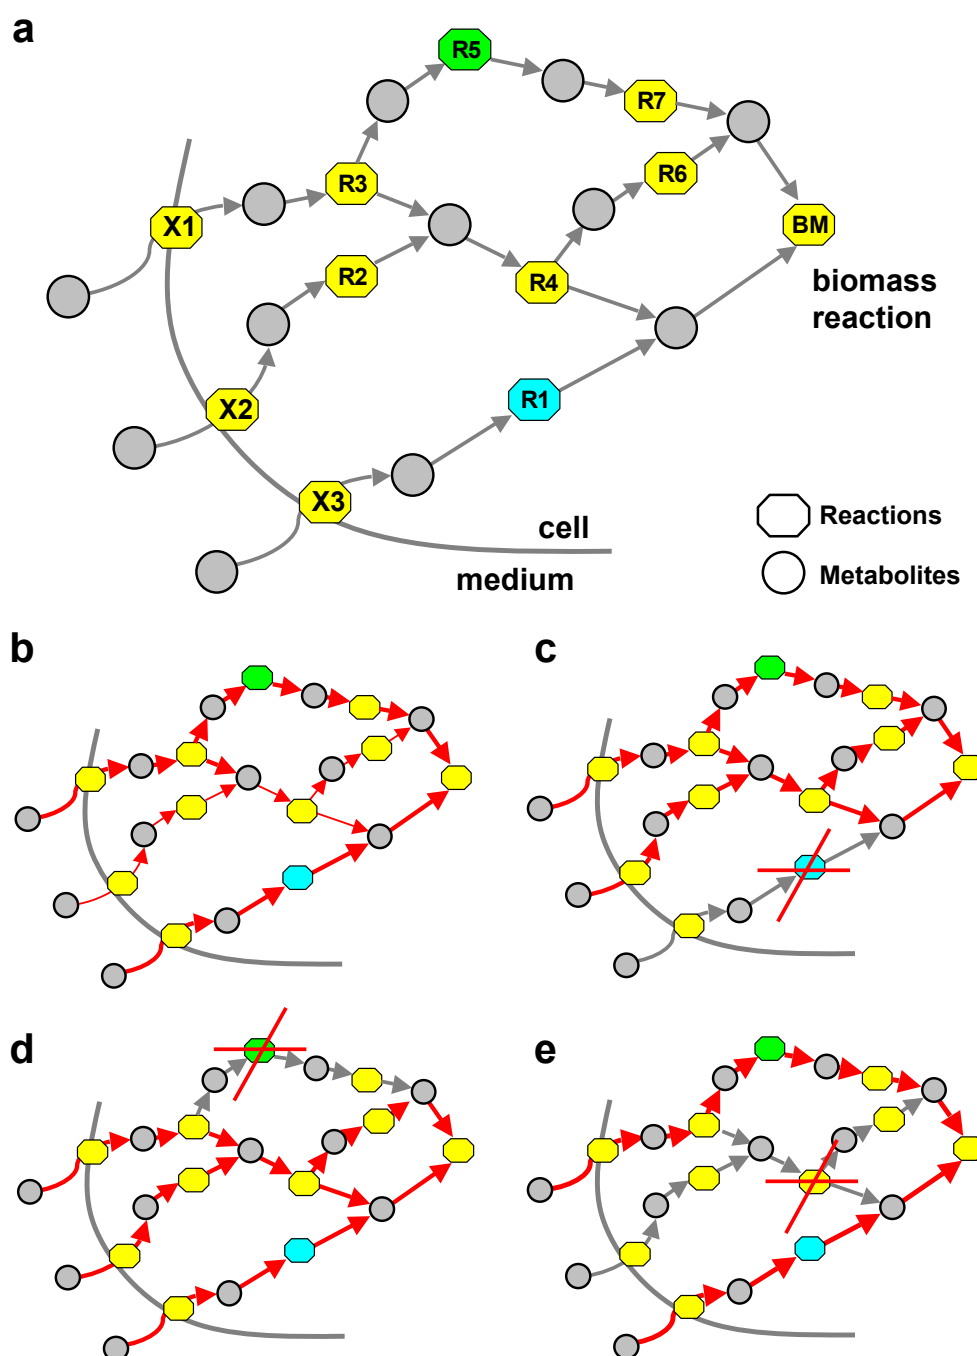 a
R5
R7
R3
R6
X1
BM
R2
R4
biomass
reaction
X2
R1
X3
Reactions
cell
medium
Metabolites
b
c
d
e